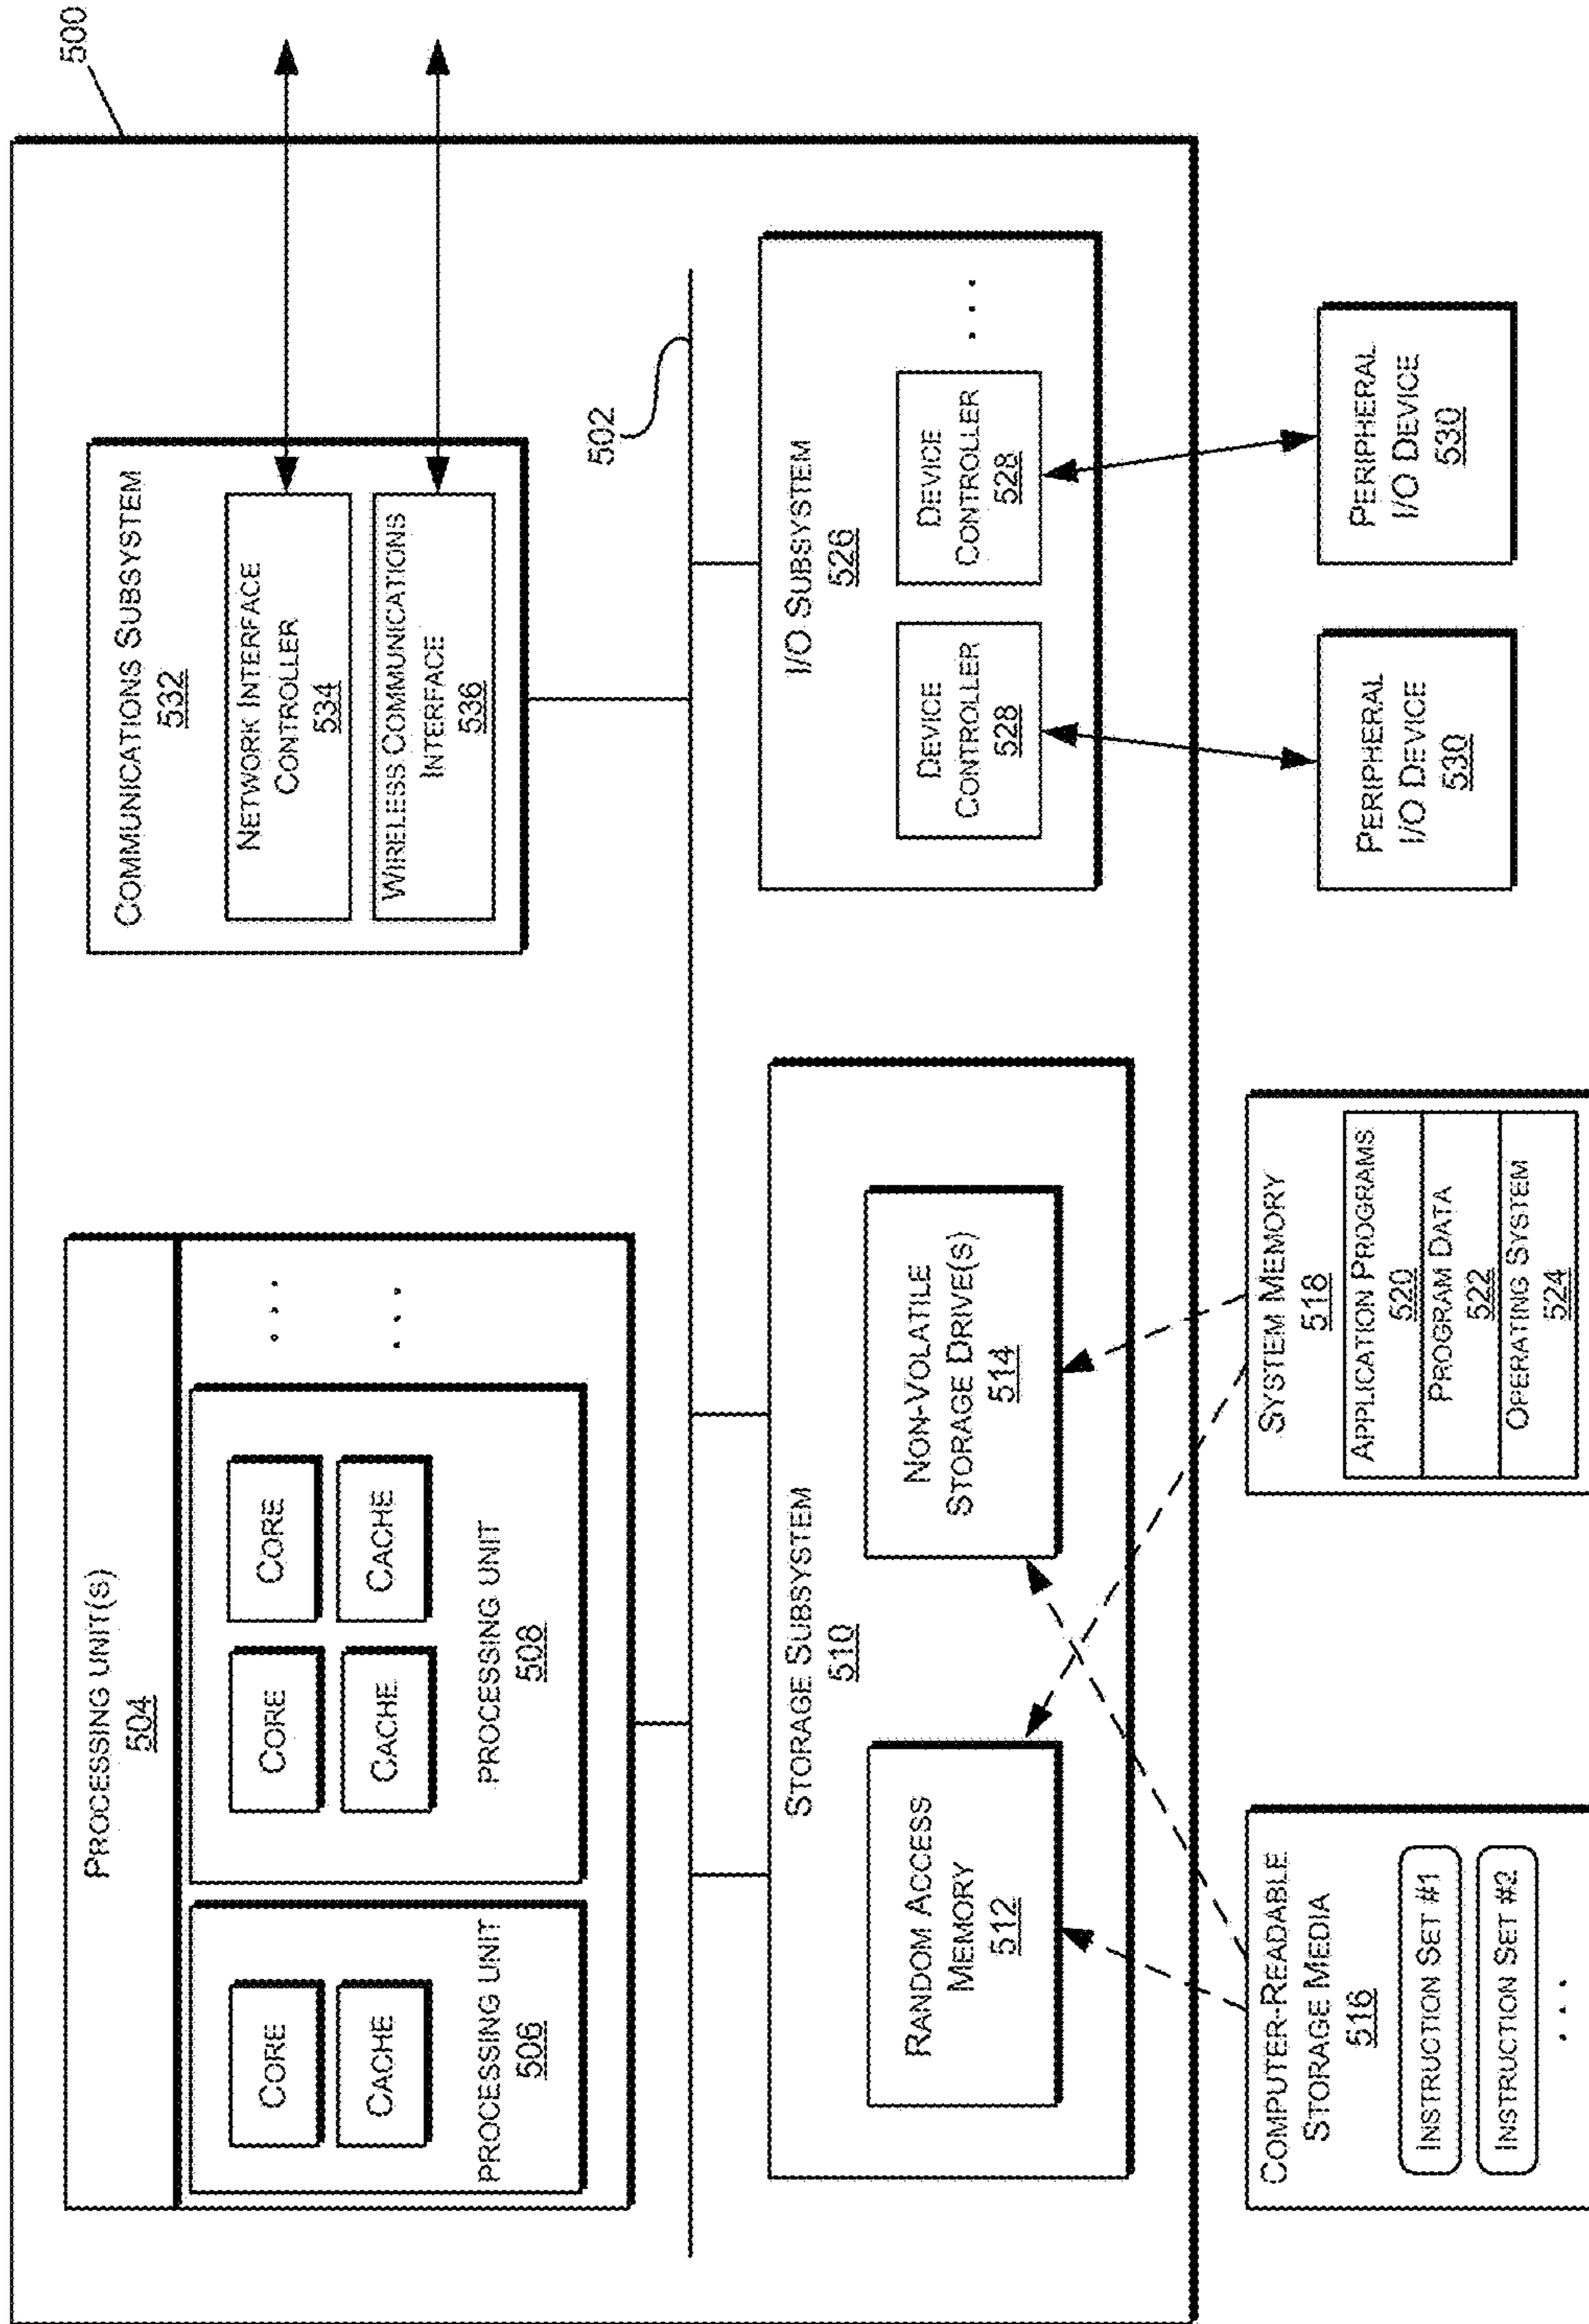 500
PROCESSING UNIT(S)
504
CORE
CACHE
PROCESSING UNIT
506
CORE
CORE
CACHE
CACHE
PROCESSING UNIT
508
. . .
. . .
COMMUNICATIONS SUBSYSTEM
532
NETWORK INTERFACE
CONTROLLER
534
WIRELESS COMMUNICATIONS
INTERFACE
536
502
STORAGE SUBSYSTEM
510
RANDOM ACCESS
MEMORY
512
NON-VOLATILE
STORAGE DRIVE(S)
514
I/O SUBSYSTEM
526
DEVICE
CONTROLLER
528
DEVICE
CONTROLLER
528
. . .
COMPUTER-READABLE
STORAGE MEDIA
516
INSTRUCTION SET #1
INSTRUCTION SET #2
. . .
SYSTEM MEMORY
518
APPLICATION PROGRAMS
520
PROGRAM DATA
522
OPERATING SYSTEM
524
PERIPHERAL
I/O DEVICE
530
PERIPHERAL
I/O DEVICE
530